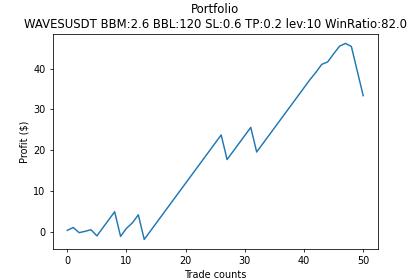 Portfolio
WAVESUSDT BBM:2.6 BBL:120 SL:0.6 TP:0.2 lev:10 WinRatio:82.0
40
30
20
10
0
Profit ($)
0 10 20 30 40 50
Trade counts